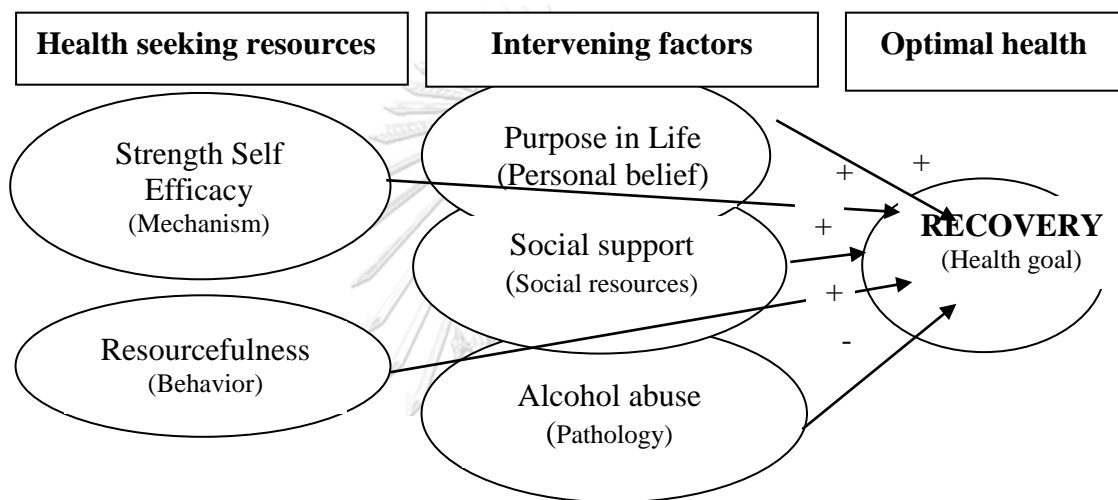 Health seeking resources
Intervening factors
Optimal health
Strength Self
Efficacy
(Mechanism)
Resourcefulness
(Behavior)
Purpose in Life
(Personal belief)
Social support
(Social resources)
Alcohol abuse
(Pathology)
+
+
+
+
-
RECOVERY
(Health goal)